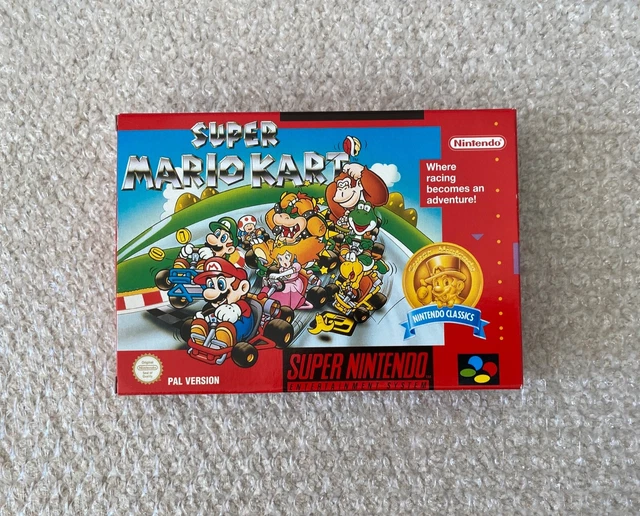 SUPER
MARIO KART
Nintendo
Where
racing
becomes an
adventure!
NINTENDO CLASSICS
PAL VERSION
SUPER NINTENDO
ENTERTAINMENT SYSTEM